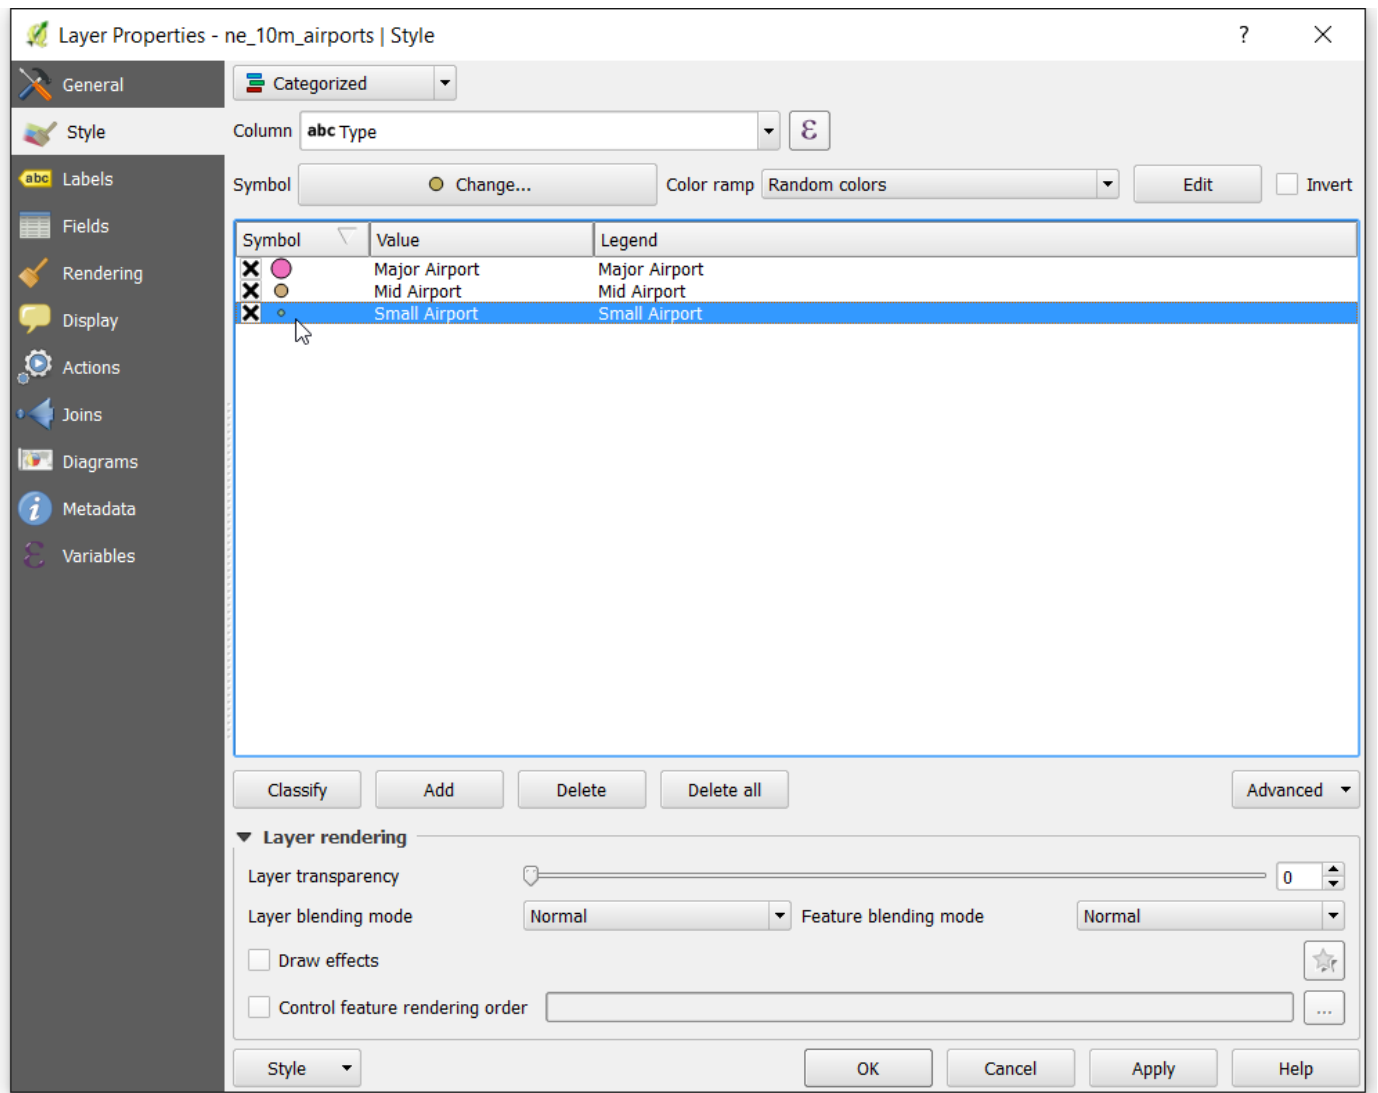 Layer Properties - ne_10m_airports | Style ?
General
Style
Labels
Fields
Rendering
Display
Actions
Joins
Diagrams
Metadata
Variables
Categorized
Column abc Type ε
Symbol Change... Color ramp Random colors Edit Invert
Symbol Value Legend
Major Airport Major Airport
Mid Airport Mid Airport
Small Airport Small Airport
Classify Add Delete Delete all Advanced
Layer rendering
Layer transparency 0
Layer blending mode Normal Feature blending mode Normal
Draw effects
Control feature rendering order ...
Style OK Cancel Apply Help